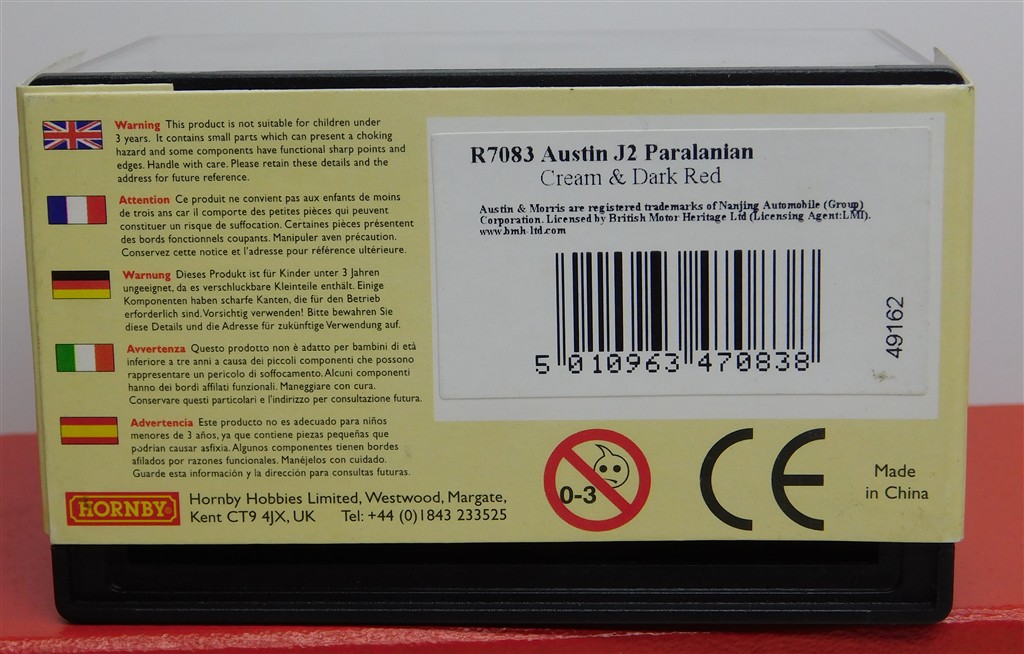 Warning This product is not suitable for children under
3 years. It contains small parts which can present a choking
hazard and some components have functional sharp points and
edges. Handle with care. Please retain these details and the
address for future reference.
Attention Ce produit ne convient pas aux enfants de moins
de trois ans car il comporte des petites pièces qui peuvent
constituer un risque de suffocation. Certaines pièces présentent
des bords fonctionnels coupants. Manipuler aven précaution.
Conservez cette notice et l'adresse pour référence ultérieure.
Warnung Dieses Produkt ist für Kinder unter 3 Jahren
ungeeignet, da es verschluckbare Kleinteile enthält. Einige
Komponenten haben scharfe Kanten, die für den Betrieb
erforderlich sind. Vorsichtig verwenden! Bitte bewahren Sie
diese Details und die Adresse für zukünftige Verwendung auf.
Avvertenza Questo prodotto non è adatto per bambini di età
inferiore a tre anni a causa dei piccoli componenti che possono
rappresentare un pericolo di soffocamento. Alcuni componenti
hanno dei bordi affilati funzionali. Maneggiare con cura.
Conservare questi particolari e l'indirizzo per consultazione futura.
Advertencia Este producto no es adecuado para niños
menores de 3 años, ya que contiene piezas pequeñas que
podrían causar asfixia. Algunos componentes tienen bordes
afilados por razones funcionales. Manéjelos con cuidado.
Guarde esta información y la dirección para consultas futuras.
HORNBY®
Hornby Hobbies Limited, Westwood, Margate,
Kent CT9 4JX, UK Tel: +44 (0)1843 233525
R7083 Austin J2 Paralanian
Cream & Dark Red
Austin & Morris are registered trademarks of Nanjing Automobile (Group)
Corporation. Licensed by British Motor Heritage Ltd (Licensing Agent:LMI).
www.bmh-ltd.com
5 010963 470838
49162
0-3
CE
Made
in China